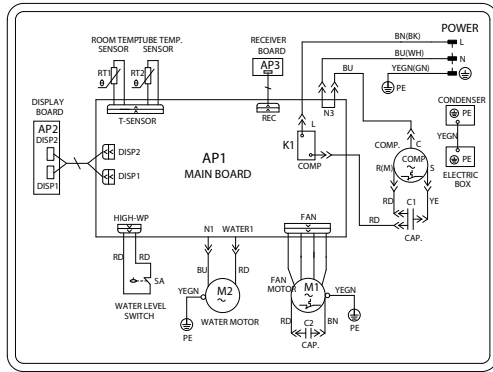 POWER
BN(BK)
L
ROOM TEMP.
SENSOR
TUBE TEMP.
SENSOR
RECEIVER
BOARD
BU(WH)
N
RT1
RT2
θ
θ
AP3
BU
YEGN(GN)
PE
DISPLAY
BOARD
T-SENSOR
REC
L
N3
CONDENSER
PE
AP2
DISP2
DISP1
DISP2
DISP1
AP1
MAIN BOARD
K1
COMP
COMP.
C
R(M)
COMP
S
YEGN
PE
ELECTRIC
BOX
RD
C1
YE
RD
CAP.
HIGH-WP
N1
WATER1
FAN
RD
RD
SA
WATER LEVEL
SWITCH
BU
RD
YEGN
M2
PE
WATER MOTOR
FAN
MOTOR
M1
YEGN
RD
C2
BN
CAP.
PE